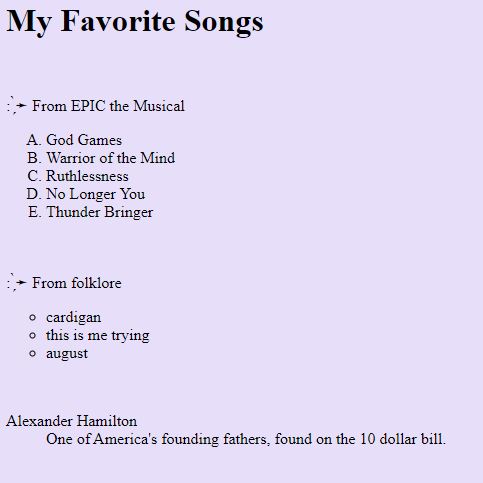 My Favorite Songs
: ̗̀➛ From EPIC the Musical
A. God Games
B. Warrior of the Mind
C. Ruthlessness
D. No Longer You
E. Thunder Bringer
: ̗̀➛ From folklore
◦ cardigan
◦ this is me trying
◦ august
Alexander Hamilton
One of America's founding fathers, found on the 10 dollar bill.